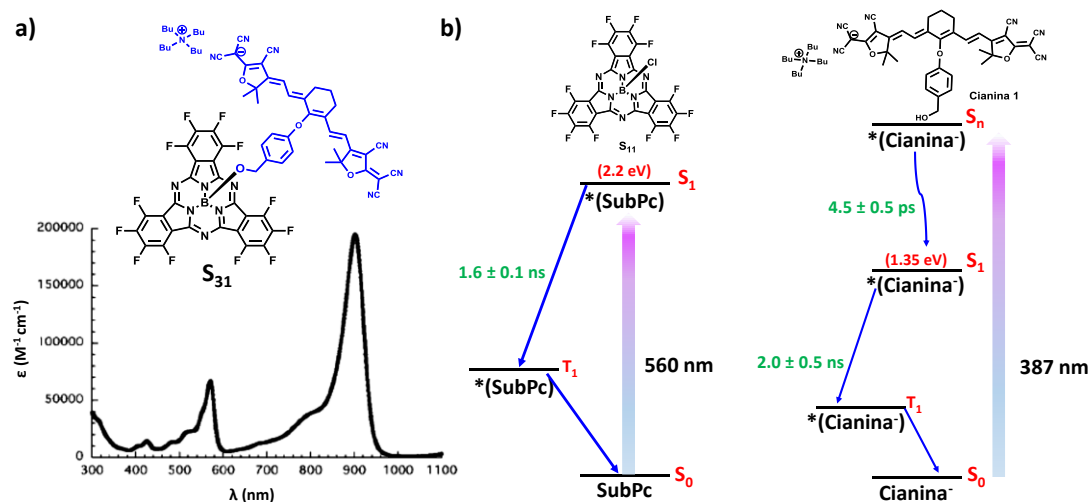 a)
Bu
Bu
N
⊕
Bu
Bu
NC
CN
NC
⊖
O
O
CN
O
CN
CN
F
F
F
F
N
N
O
N
B
N
N
N
F
F
F
F
F
F
F
F
S31
ε (M-1 cm-1)
200000
150000
100000
50000
0
300 400 500 600 700 800 900 1000 1100
λ (nm)
b)
F
F
F
F
Cl
N
N
N
B
N
N
N
F
F
F
F
F
F
F
F
S11
(2.2 eV)
S1
*(SubPc)
1.6 ± 0.1 ns
T1
*(SubPc)
560 nm
S0
SubPc
Bu
Bu
N
⊕
Bu
Bu
NC
CN
NC
⊖
O
O
CN
O
CN
CN
HO
Cianina 1
Sn
*(Cianina-)
4.5 ± 0.5 ps
(1.35 eV)
S1
*(Cianina-)
2.0 ± 0.5 ns
387 nm
T1
*(Cianina-)
S0
Cianina-